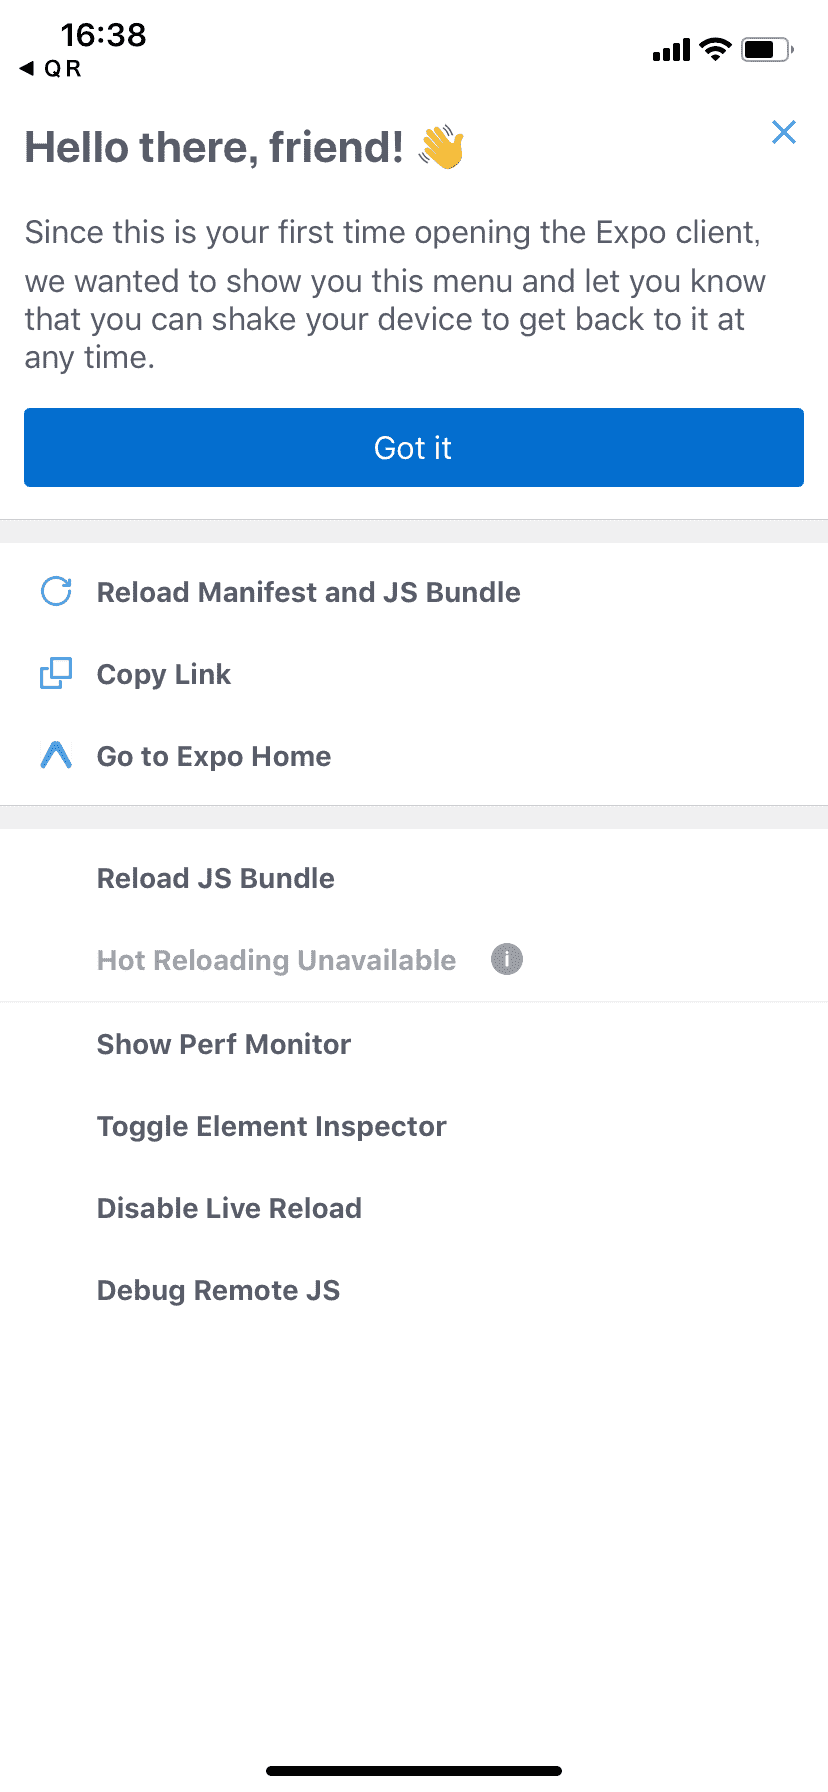 16:38
◀ QR
Hello there, friend! 👋
Since this is your first time opening the Expo client,
we wanted to show you this menu and let you know
that you can shake your device to get back to it at
any time.
Got it
Reload Manifest and JS Bundle
Copy Link
Go to Expo Home
Reload JS Bundle
Hot Reloading Unavailable
Show Perf Monitor
Toggle Element Inspector
Disable Live Reload
Debug Remote JS